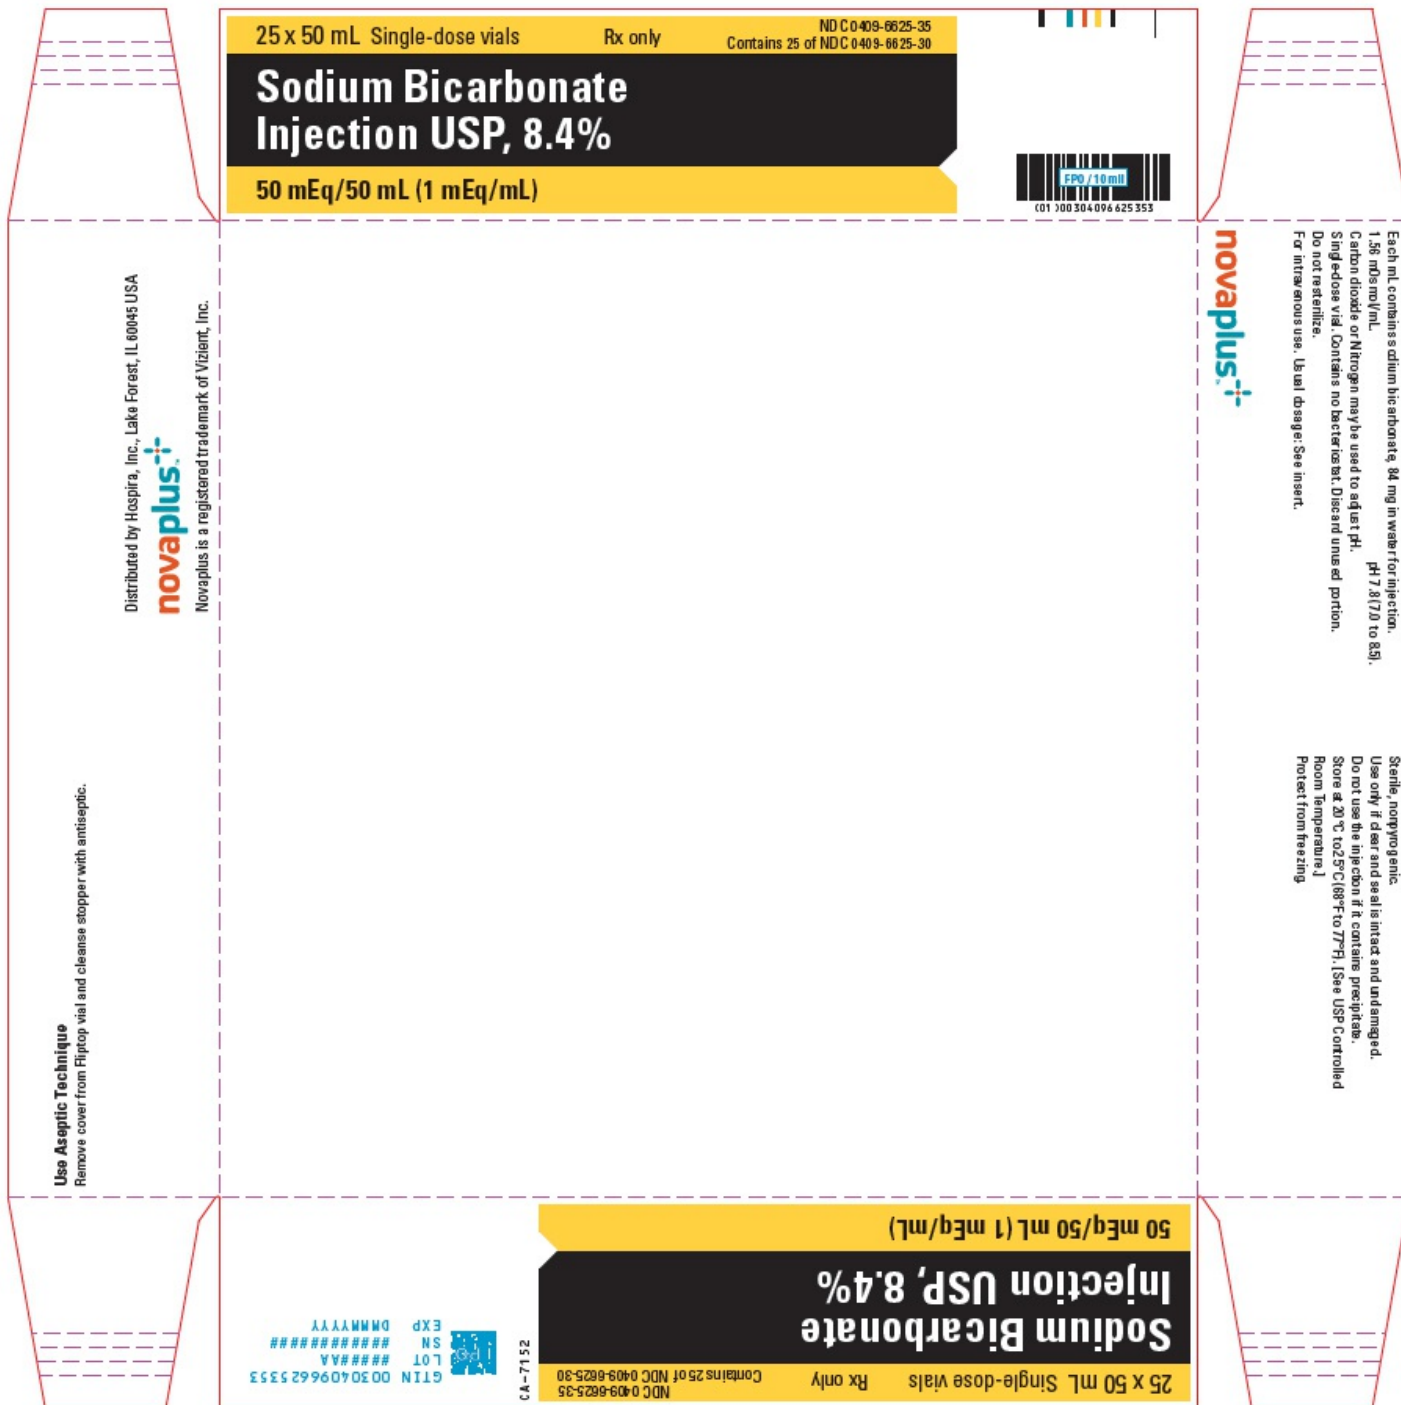 25 x 50 mL Single-dose vials
Rx only
NDC 0409-6625-35
Contains 25 of NDC 0409-6625-30
Sodium Bicarbonate
Injection USP, 8.4%
50 mEq/50 mL (1 mEq/mL)
FPO / 10 mil
(01)00304096625353
Distributed by Hospira, Inc., Lake Forest, IL 60045 USA
novaplus™
Novaplus is a registered trademark of Vizient, Inc.
Use Aseptic Technique
Remove cover from Fliptop vial and cleanse stopper with antiseptic.
novaplus™
Each mL contains sodium bicarbonate, 84 mg in water for injection.
1.56 mOsmol/mL pH 7.8 (7.0 to 8.5).
Carbon dioxide or Nitrogen may be used to adjust pH.
Single-dose vial. Contains no bacteriostat. Discard unused portion.
Do not resterilize.
For intravenous use. Usual dosage: See insert.
Sterile, nonpyrogenic.
Use only if clear and seal is intact and undamaged.
Do not use the injection if it contains precipitate.
Store at 20°C to 25°C (68°F to 77°F). [See USP Controlled
Room Temperature.]
Protect from freezing.
25 x 50 mL Single-dose vials
Rx only
NDC 0409-6625-35
Contains 25 of NDC 0409-6625-30
Sodium Bicarbonate
Injection USP, 8.4%
50 mEq/50 mL (1 mEq/mL)
CA-7152
GTIN 00304096625353
LOT ######AA
SN ############
EXP DMMMYYYY